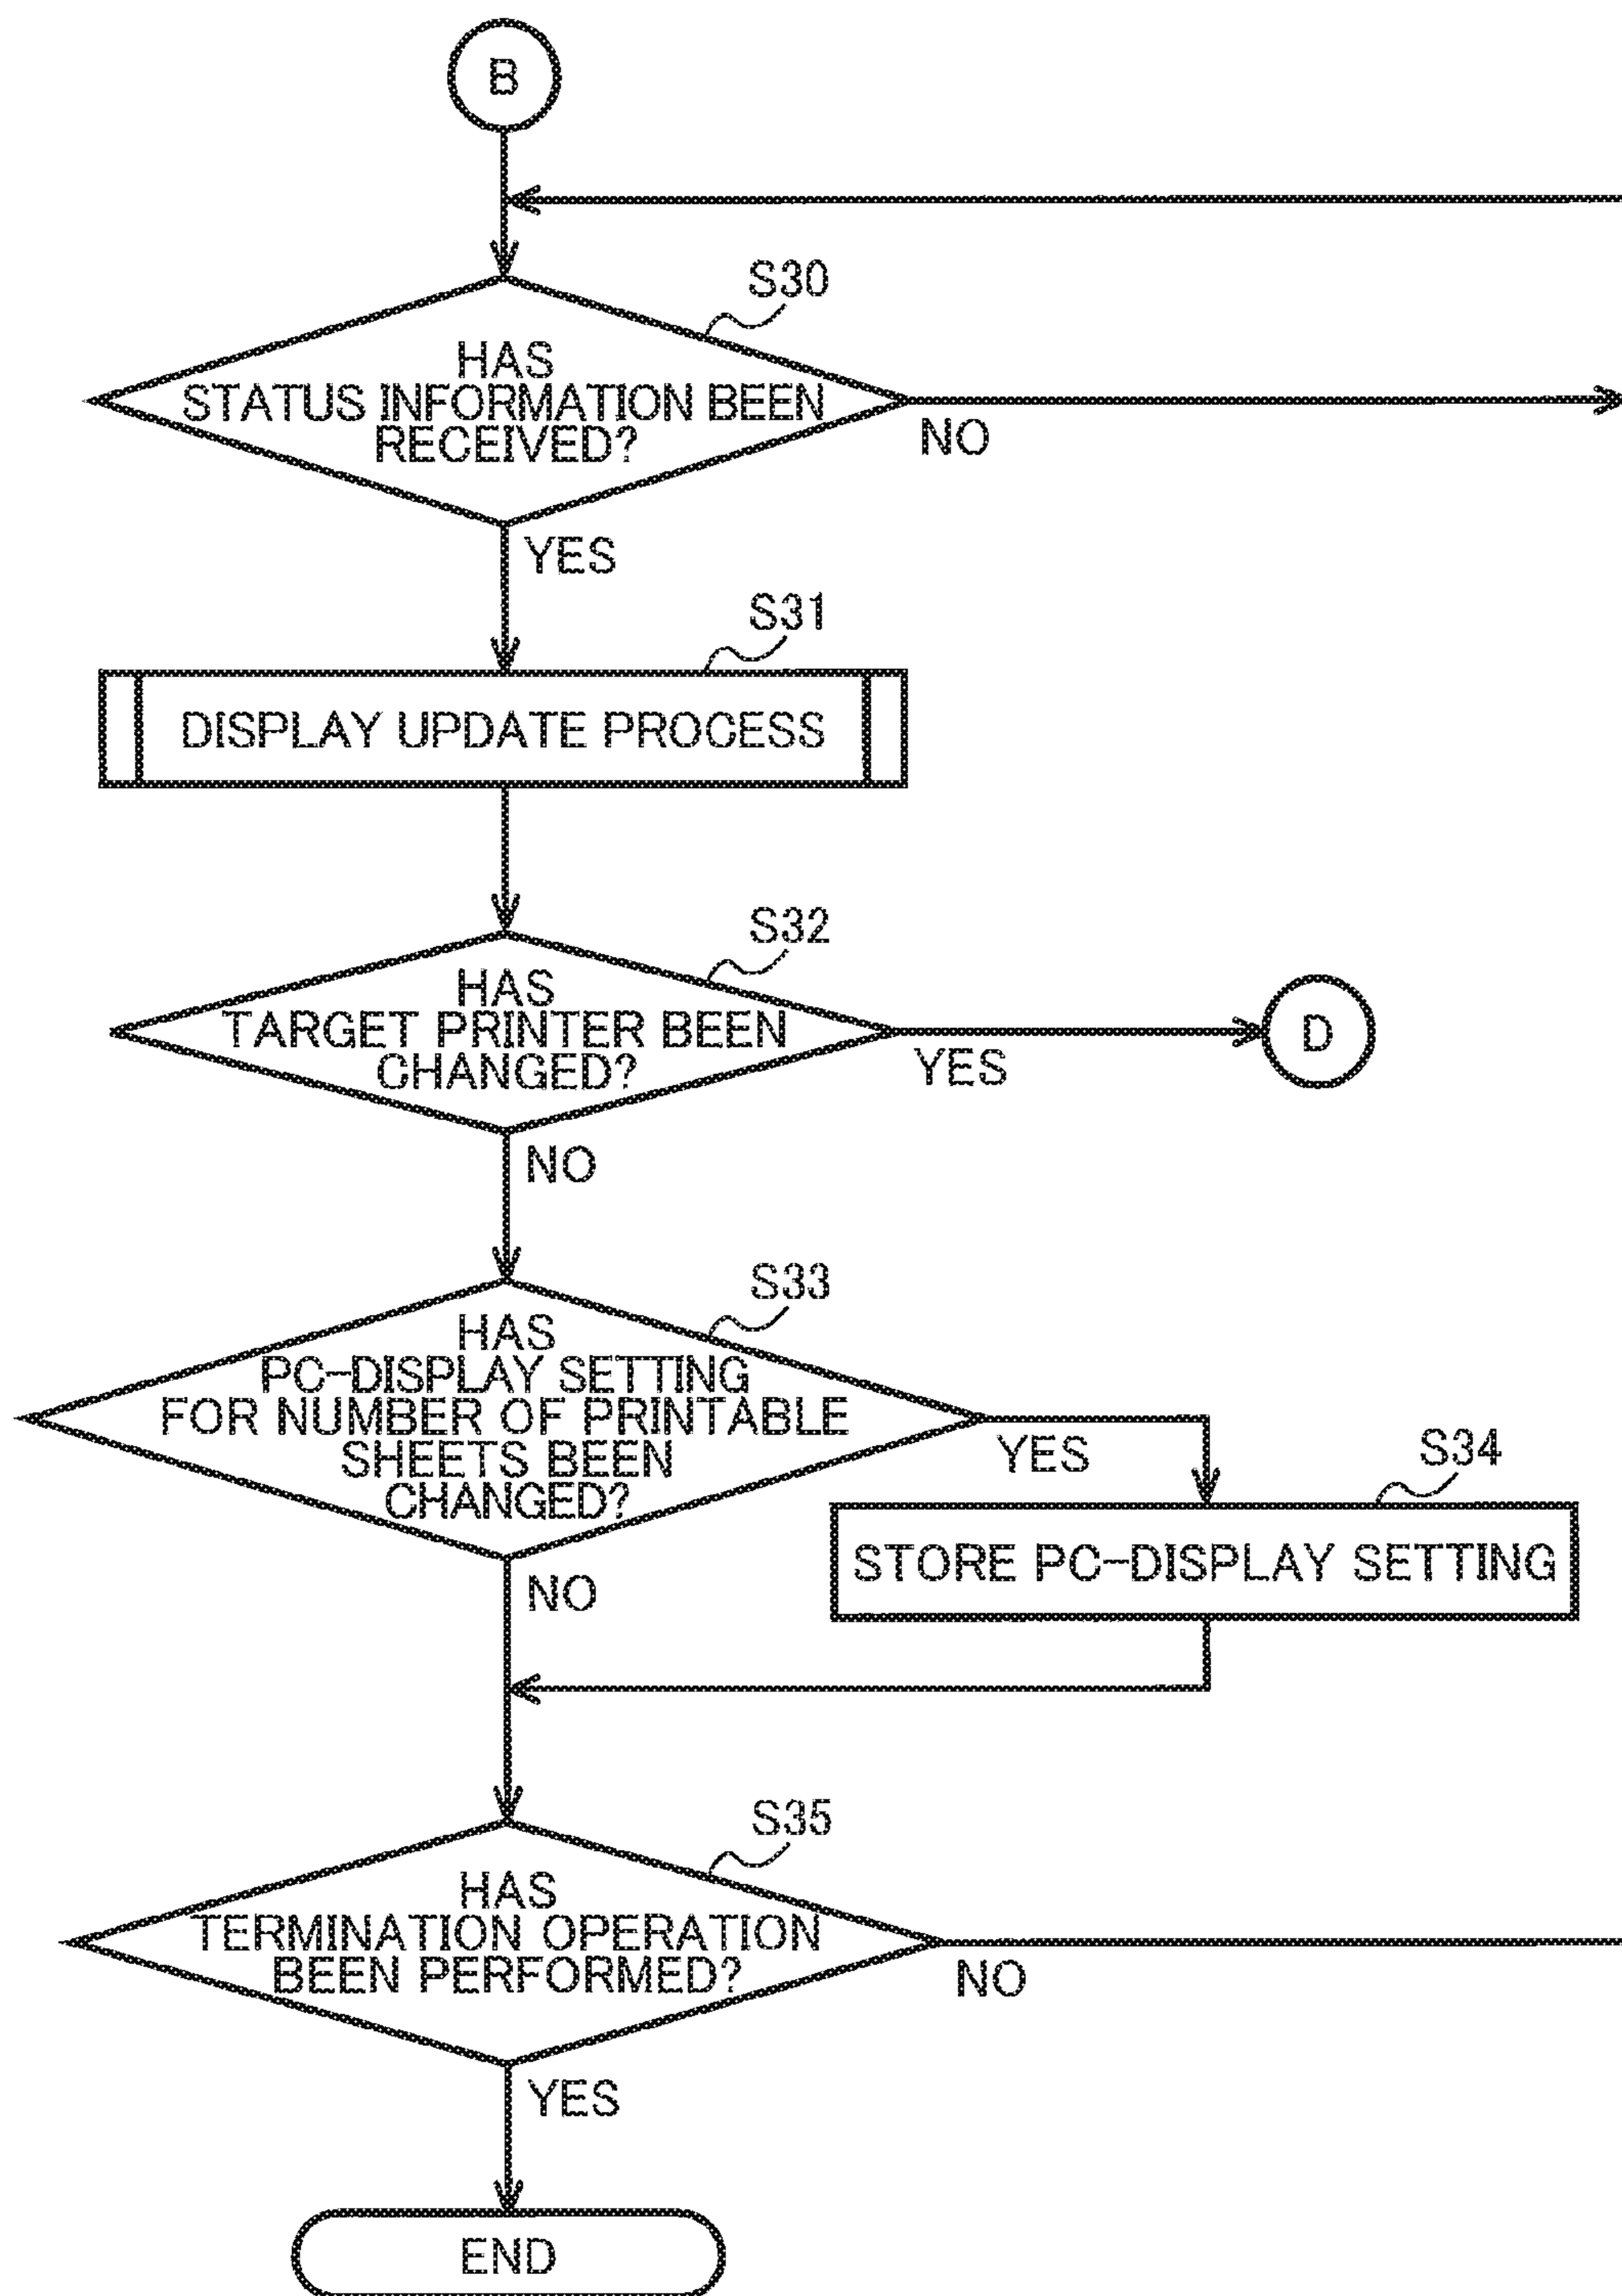 B
S30
HAS
STATUS INFORMATION BEEN
RECEIVED?
NO
YES
S31
DISPLAY UPDATE PROCESS
S32
HAS
TARGET PRINTER BEEN
CHANGED?
YES
D
NO
S33
HAS
PC-DISPLAY SETTING
FOR NUMBER OF PRINTABLE
SHEETS BEEN
CHANGED?
YES
S34
STORE PC-DISPLAY SETTING
NO
S35
HAS
TERMINATION OPERATION
BEEN PERFORMED?
NO
YES
END